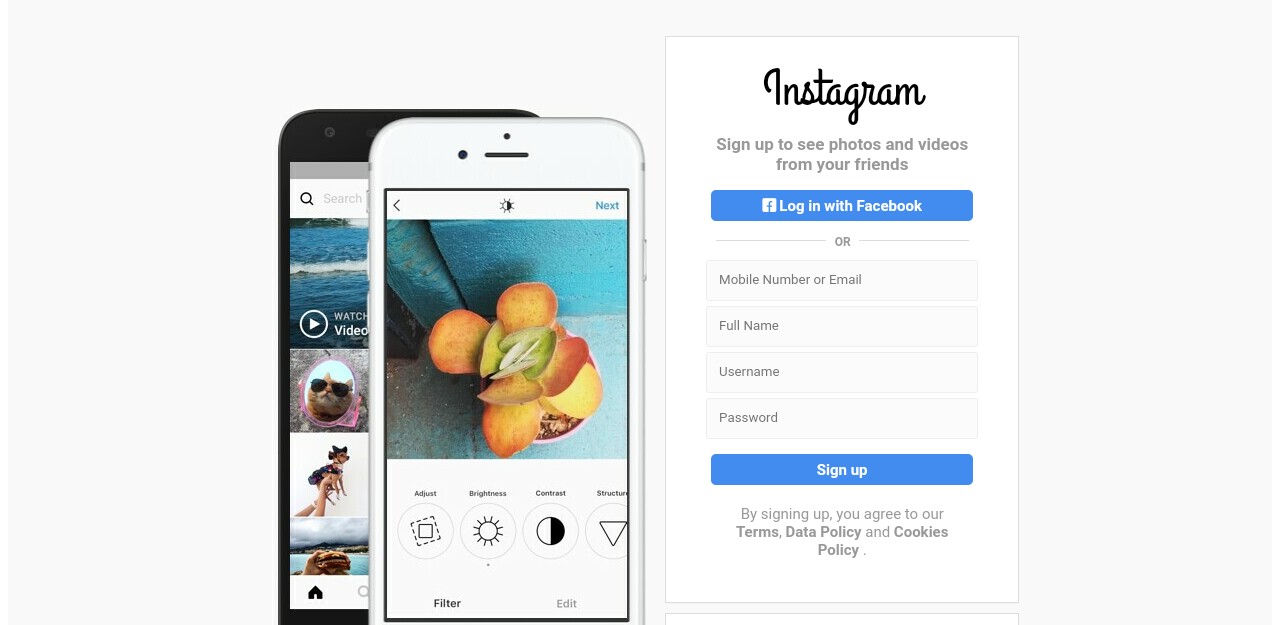 Instagram
Sign up to see photos and videos
from your friends
Log in with Facebook
OR
Mobile Number or Email
Full Name
Username
Password
Sign up
By signing up, you agree to our
Terms, Data Policy and Cookies
Policy .
Search
WATCH
Video
Next
Adjust
Brightness
Contrast
Structure
Filter
Edit